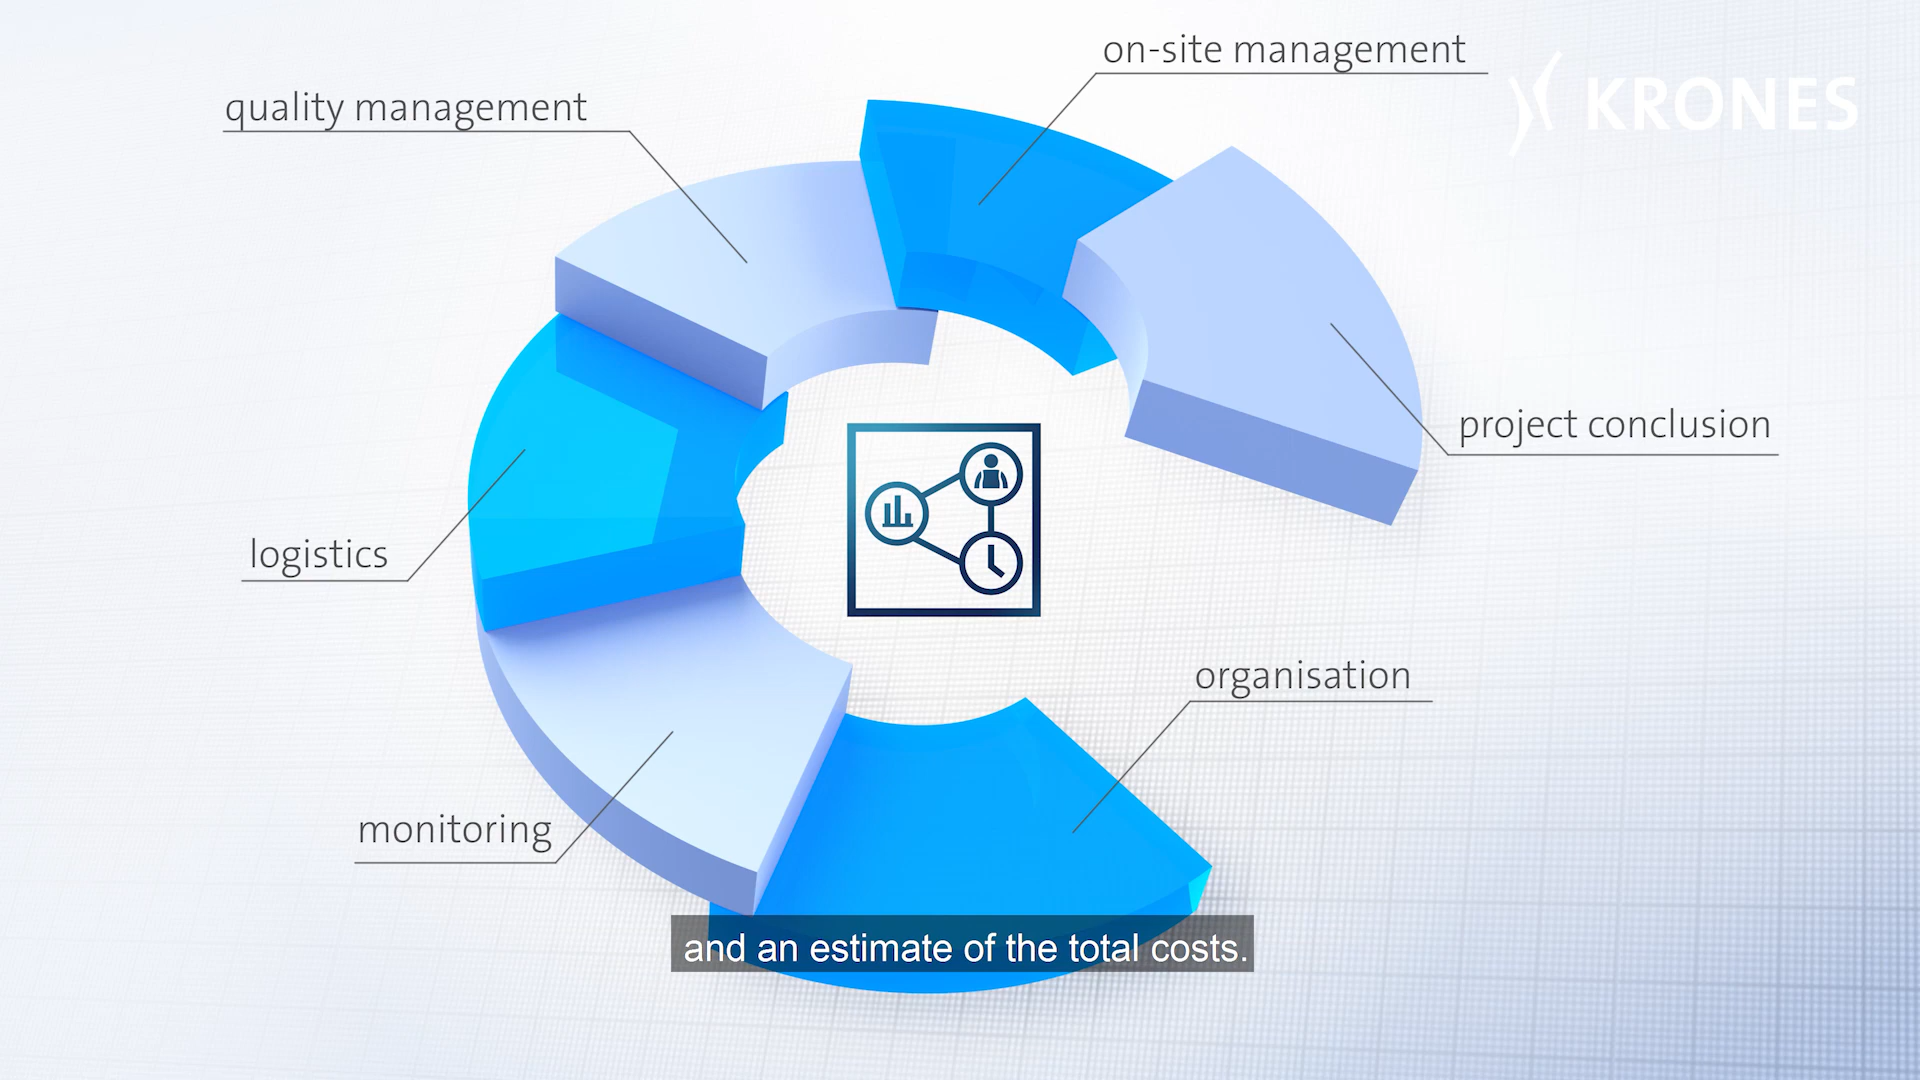 on-site management
KRONES
quality management
project conclusion
logistics
organisation
monitoring
and an estimate of the total costs.